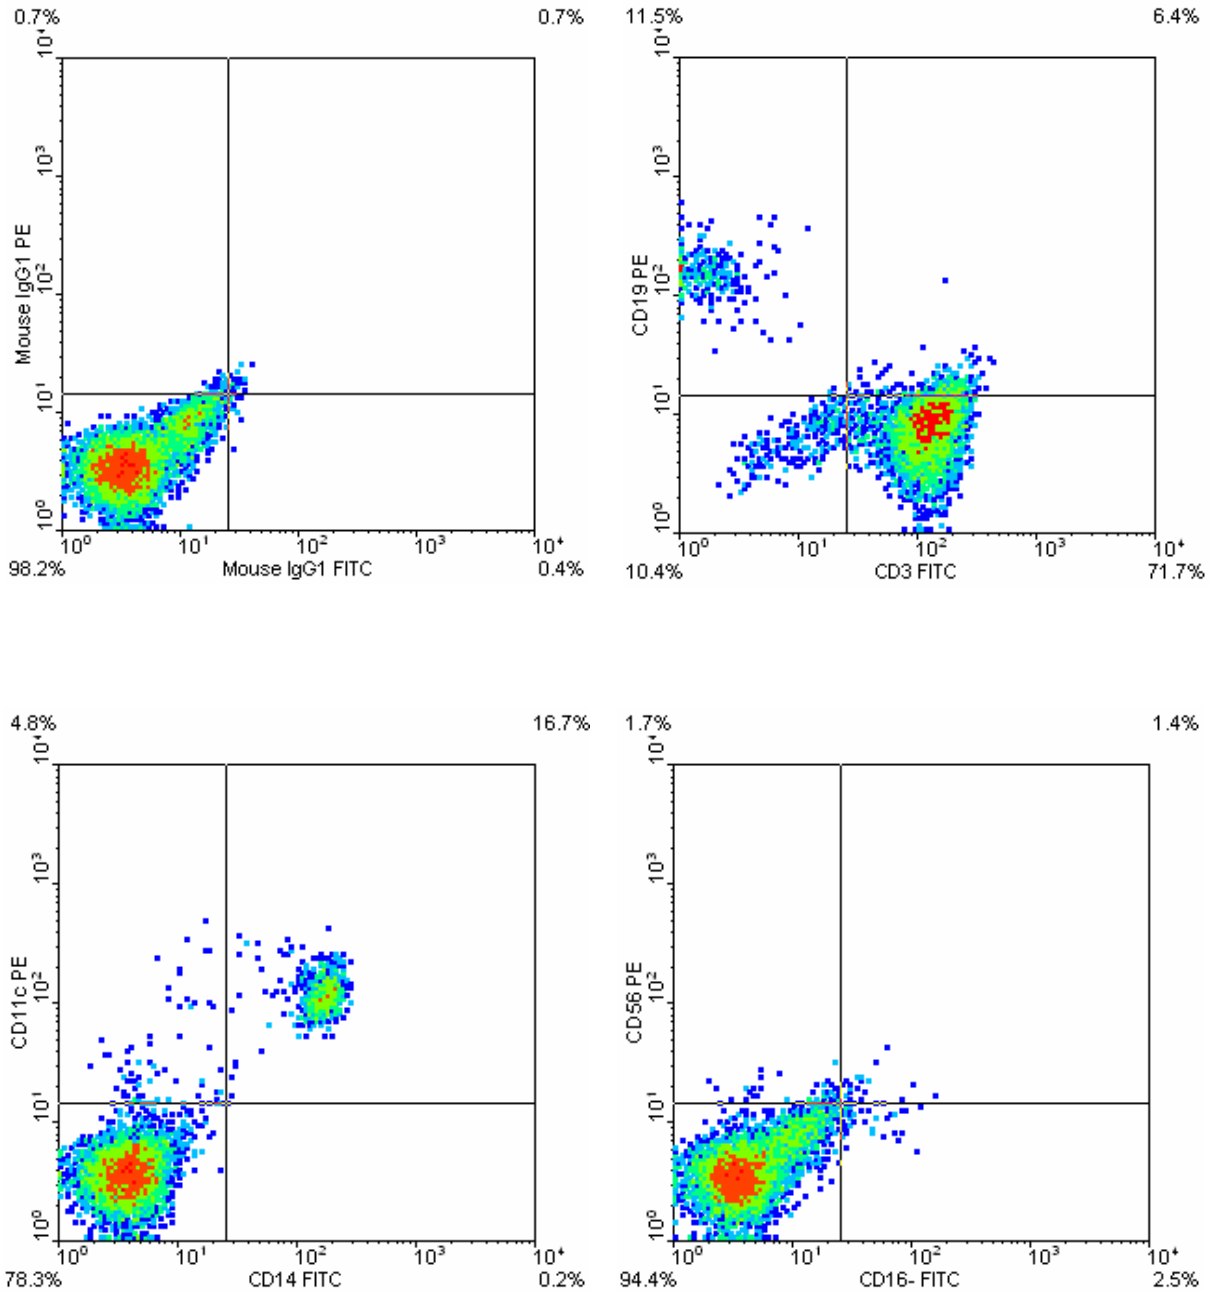 0.7% 0.7%
10⁴
10³
10²
10¹
10⁰
Mouse IgG1 PE
10⁰ 10¹ 10² 10³ 10⁴
98.2% Mouse IgG1 FITC 0.4%
11.5% 6.4%
10⁴
10³
10²
10¹
10⁰
CD19 PE
10⁰ 10¹ 10² 10³ 10⁴
10.4% CD3 FITC 71.7%
4.8% 16.7%
10⁴
10³
10²
10¹
10⁰
CD11c PE
10⁰ 10¹ 10² 10³ 10⁴
78.3% CD14 FITC 0.2%
1.7% 1.4%
10⁴
10³
10²
10¹
10⁰
CD56 PE
10⁰ 10¹ 10² 10³ 10⁴
94.4% CD16- FITC 2.5%